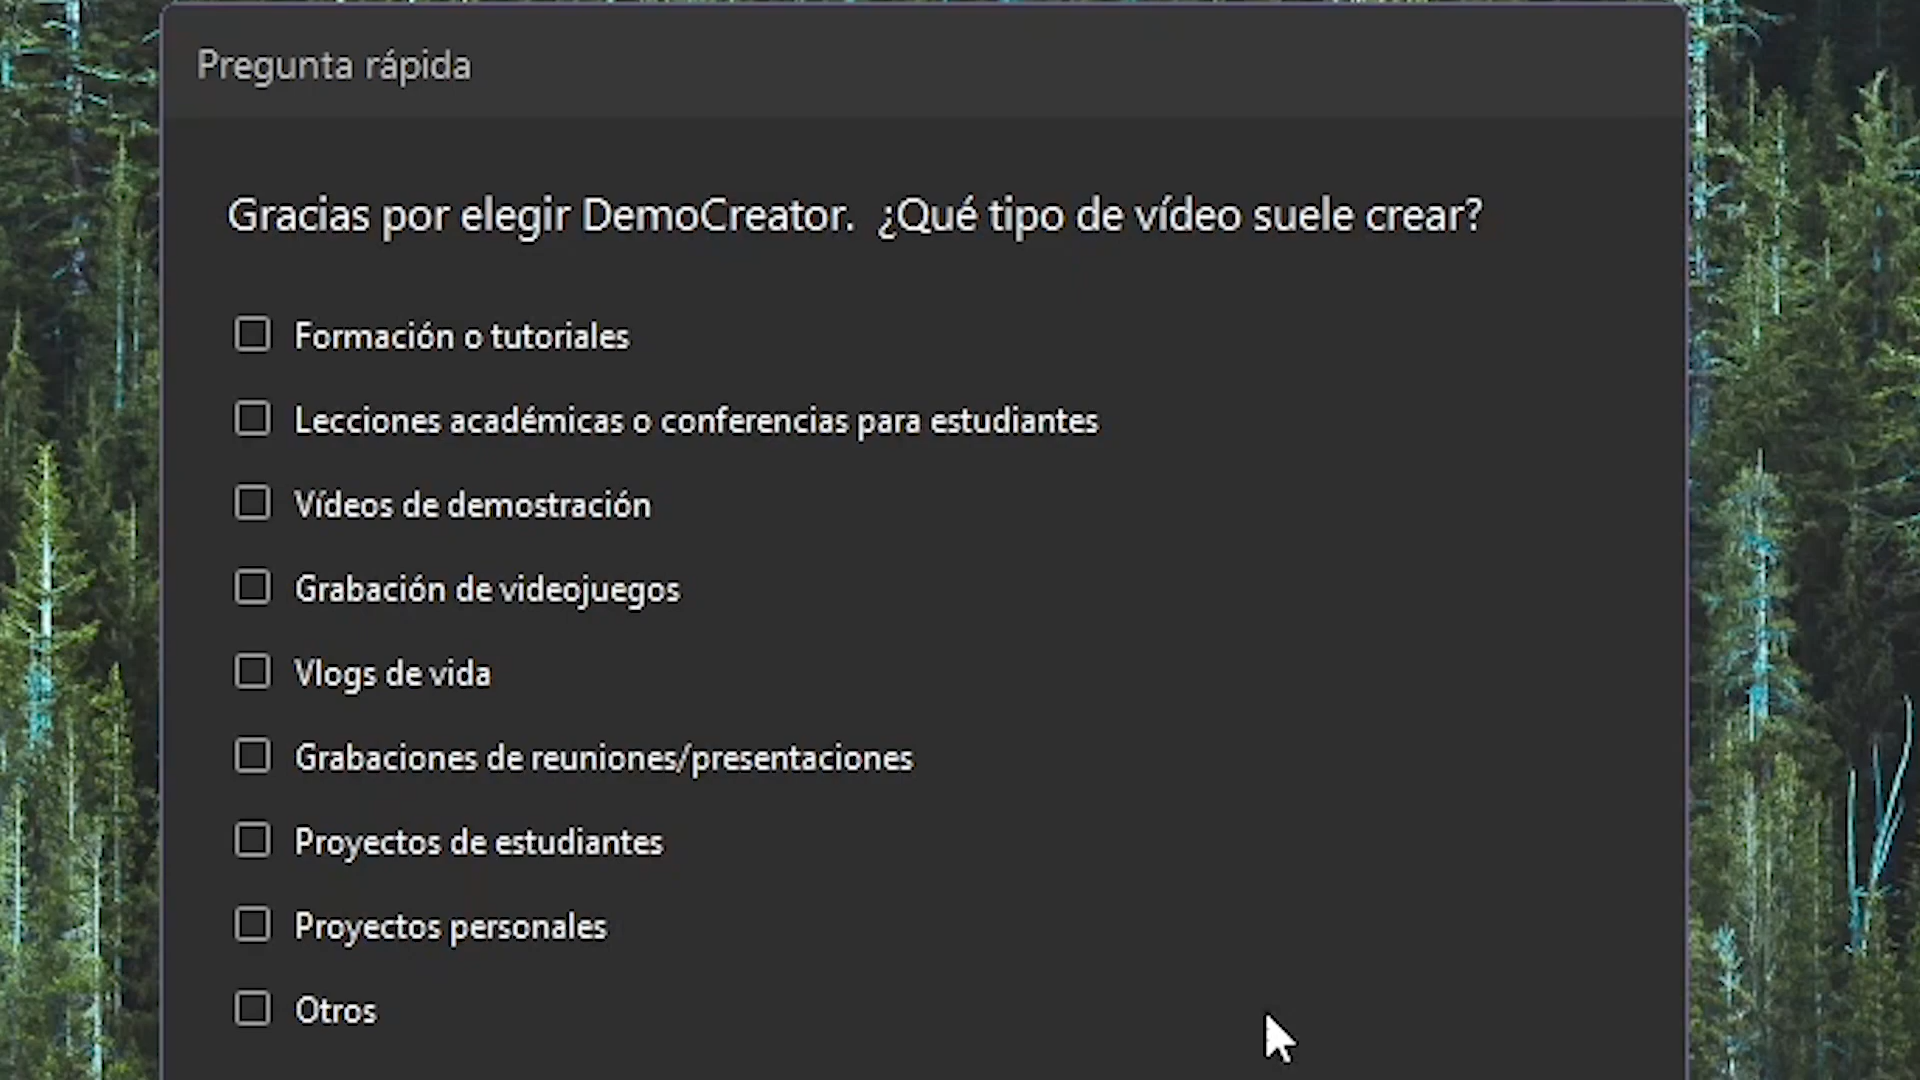 Pregunta rápida
Gracias por elegir DemoCreator. ¿Qué tipo de vídeo suele crear?
Formación o tutoriales
Lecciones académicas o conferencias para estudiantes
Vídeos de demostración
Grabación de videojuegos
Vlogs de vida
Grabaciones de reuniones/presentaciones
Proyectos de estudiantes
Proyectos personales
Otros